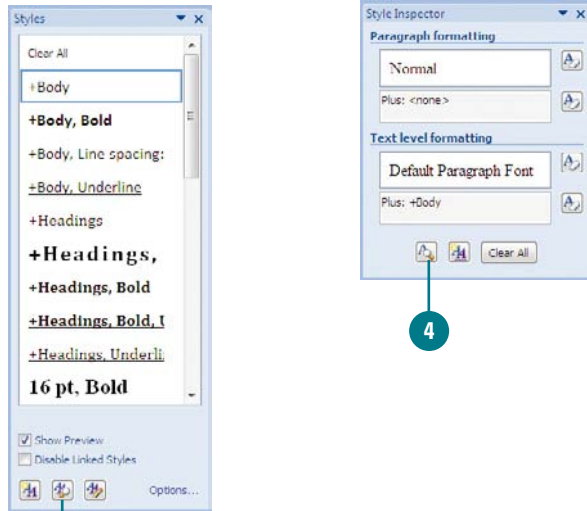 Styles
Clear All
+Body
+Body, Bold
+Body, Line spacing:
+Body, Underline
+Headings
+Headings,
+Headings, Bold
+Headings, Bold, U
+Headings, Underli
16 pt, Bold
Show Preview
Disable Linked Styles
Options...
Style Inspector
Paragraph formatting
Normal
Plus: <none>
Text level formatting
Default Paragraph Font
Plus: +Body
Clear All
4